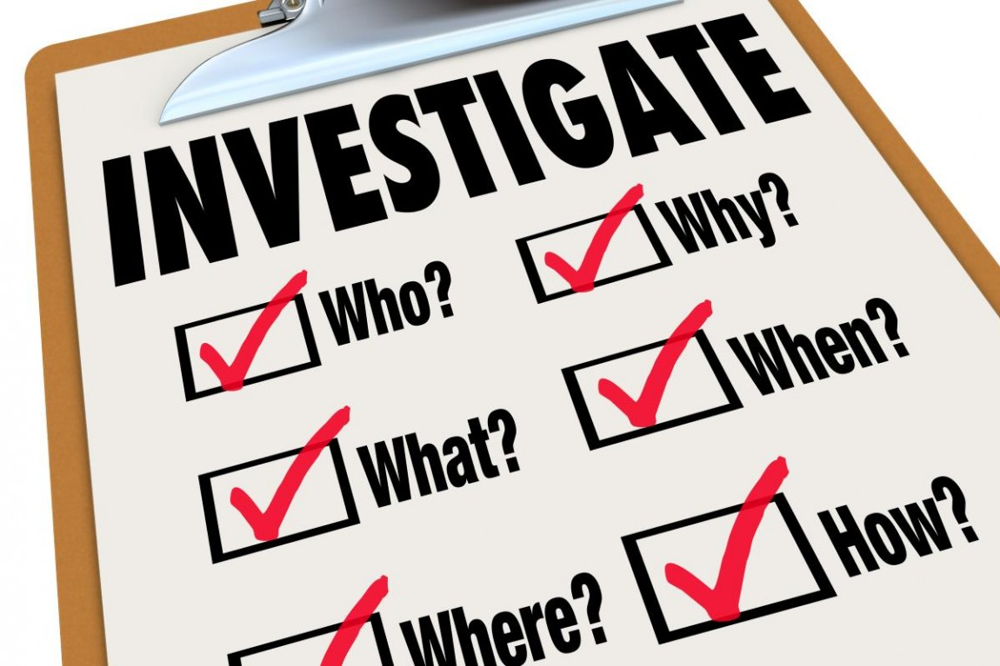 INVESTIGATE
Who?
What?
Where?
Why?
When?
How?